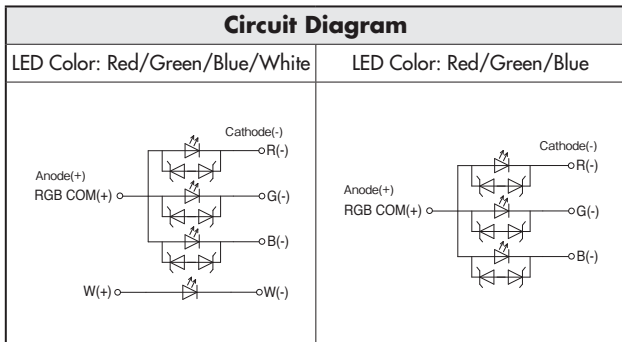 Circuit Diagram
LED Color: Red/Green/Blue/White
LED Color: Red/Green/Blue
Cathode(-)
R(-)
Anode(+)
RGB COM(+)
G(-)
B(-)
W(+)
W(-)
Cathode(-)
R(-)
Anode(+)
RGB COM(+)
G(-)
B(-)